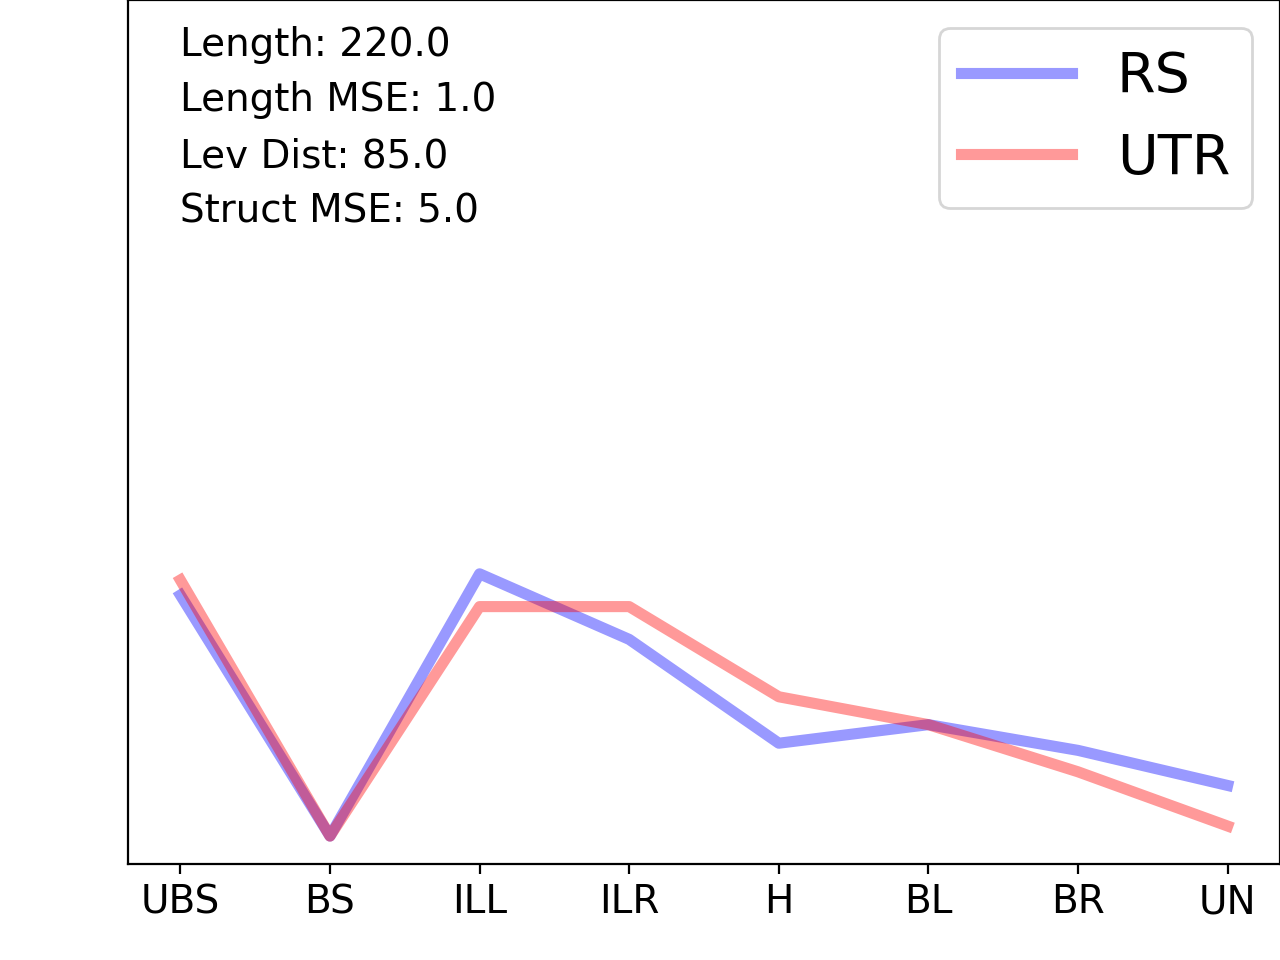 Length: 220.0
Length MSE: 1.0
Lev Dist: 85.0
Struct MSE: 5.0
RS
UTR
UBS BS ILL ILR H BL BR UN